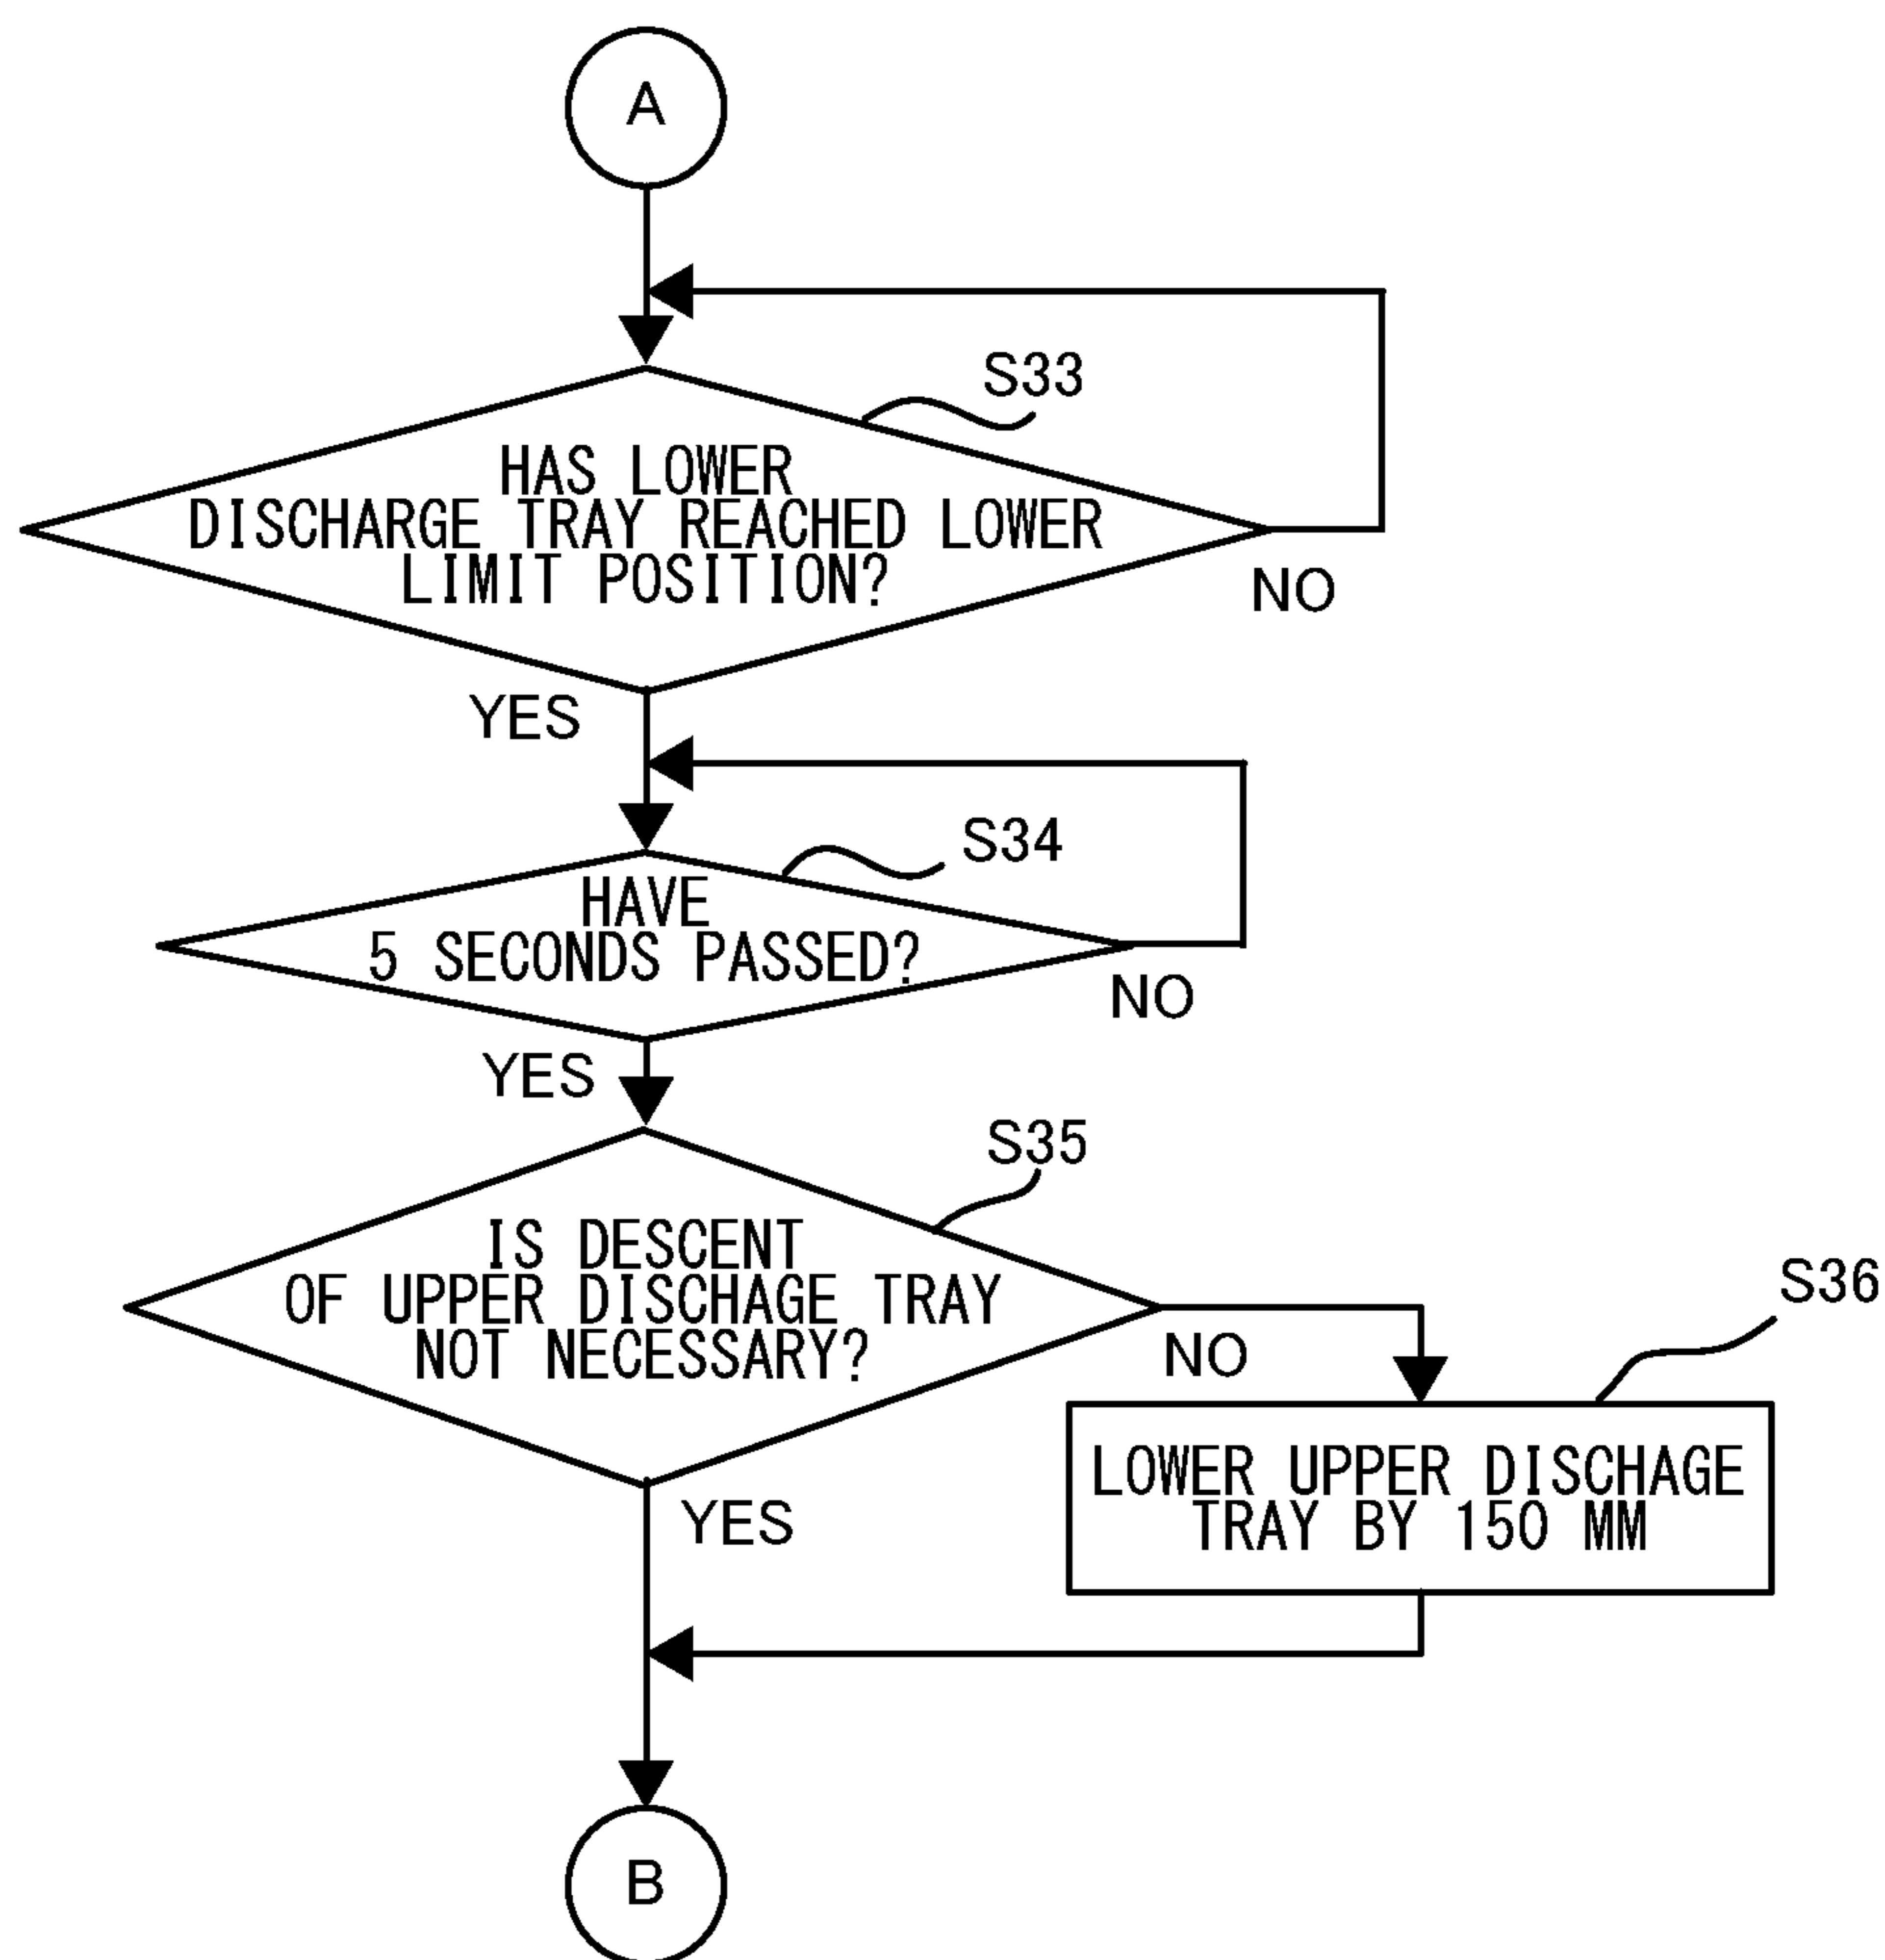 A
S33
HAS LOWER
DISCHARGE TRAY REACHED LOWER
LIMIT POSITION?
NO
YES
S34
HAVE
5 SECONDS PASSED?
NO
YES
S35
IS DESCENT
OF UPPER DISCHAGE TRAY
NOT NECESSARY?
S36
NO
LOWER UPPER DISCHAGE
TRAY BY 150 MM
YES
B